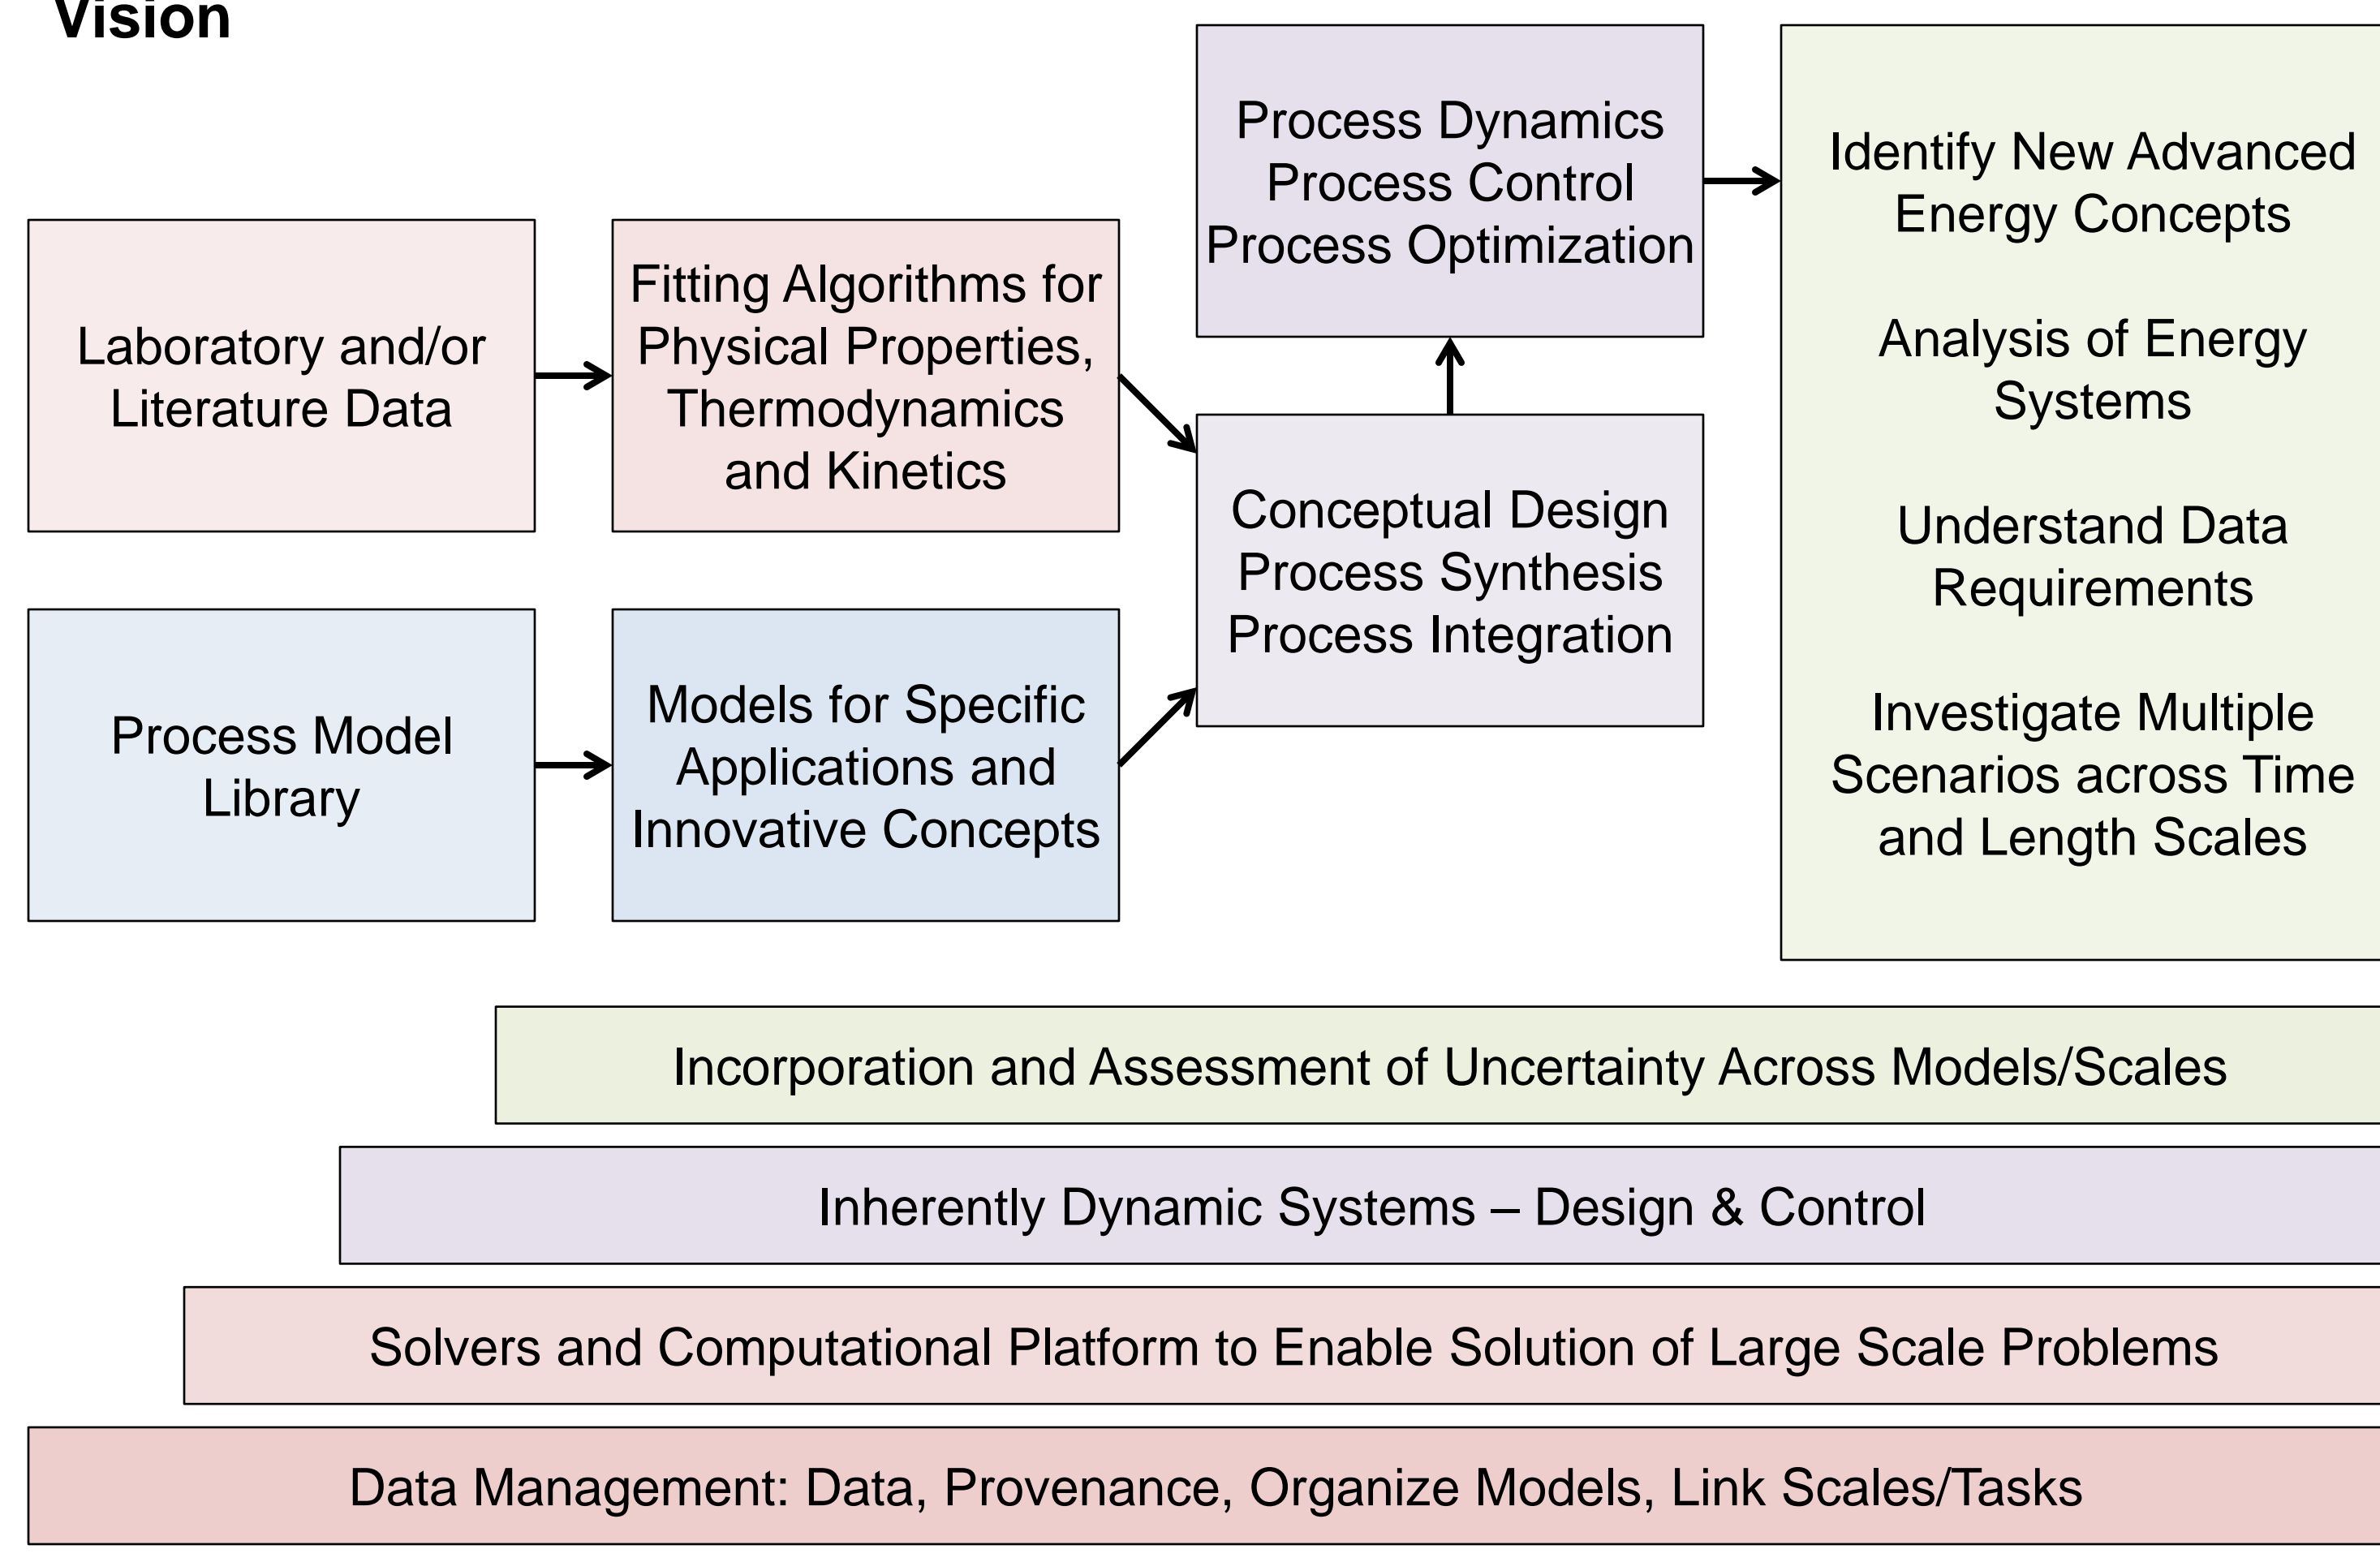 Vision
Laboratory and/or
Literature Data
Fitting Algorithms for
Physical Properties,
Thermodynamics
and Kinetics
Process Model
Library
Models for Specific
Applications and
Innovative Concepts
Process Dynamics
Process Control
Process Optimization
Conceptual Design
Process Synthesis
Process Integration
Identify New Advanced
Energy Concepts
Analysis of Energy
Systems
Understand Data
Requirements
Investigate Multiple
Scenarios across Time
and Length Scales
Incorporation and Assessment of Uncertainty Across Models/Scales
Inherently Dynamic Systems – Design & Control
Solvers and Computational Platform to Enable Solution of Large Scale Problems
Data Management: Data, Provenance, Organize Models, Link Scales/Tasks